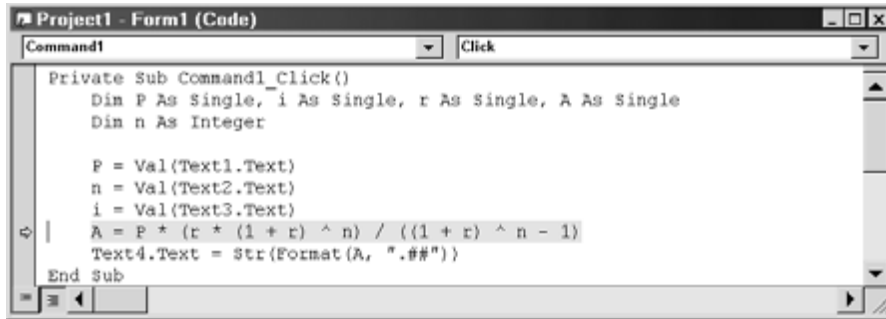 Project1 - Form1 (Code)
Command1 Click
Private Sub Command1_Click()
Dim P As Single, i As Single, r As Single, A As Single
Dim n As Integer
P = Val(Text1.Text)
n = Val(Text2.Text)
i = Val(Text3.Text)
A = P * (r * (1 + r) ^ n) / ((1 + r) ^ n - 1)
Text4.Text = Str(Format(A, ".##"))
End Sub